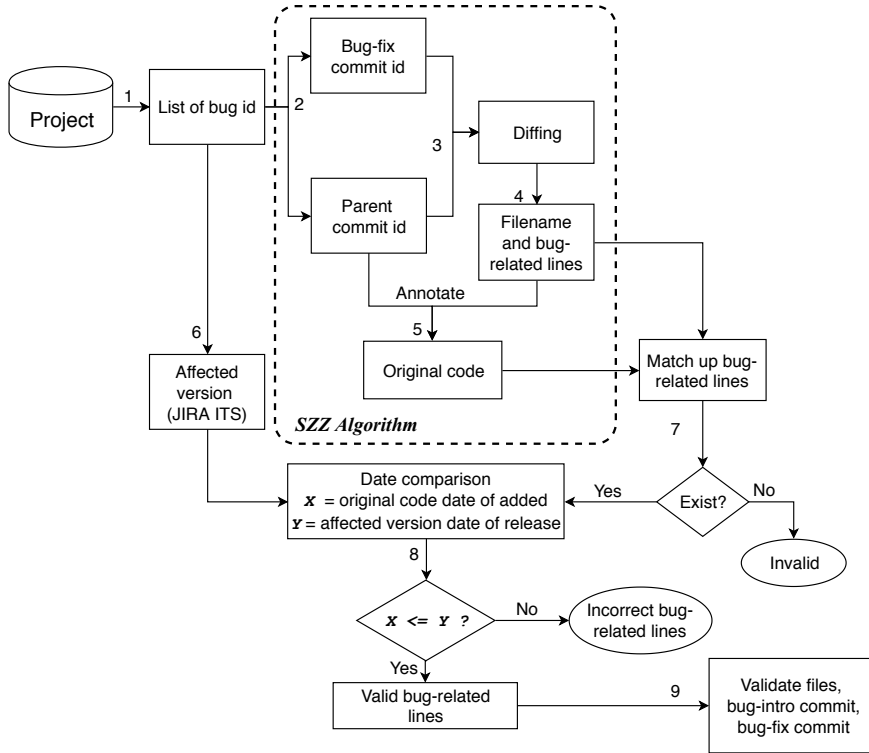 Bug-fix
commit id
1
Project
List of bug id
2
3
Diffing
4
Parent
commit id
Filename
and bug-
related lines
Annotate
5
6
Original code
Match up bug-
related lines
Affected
version
(JIRA ITS)
SZZ Algorithm
7
Date comparison
X = original code date of added
Y = affected version date of release
Yes
Exist?
No
Invalid
8
X <= Y ?
No
Incorrect bug-
related lines
Yes
Valid bug-related
lines
9
Validate files,
bug-intro commit,
bug-fix commit